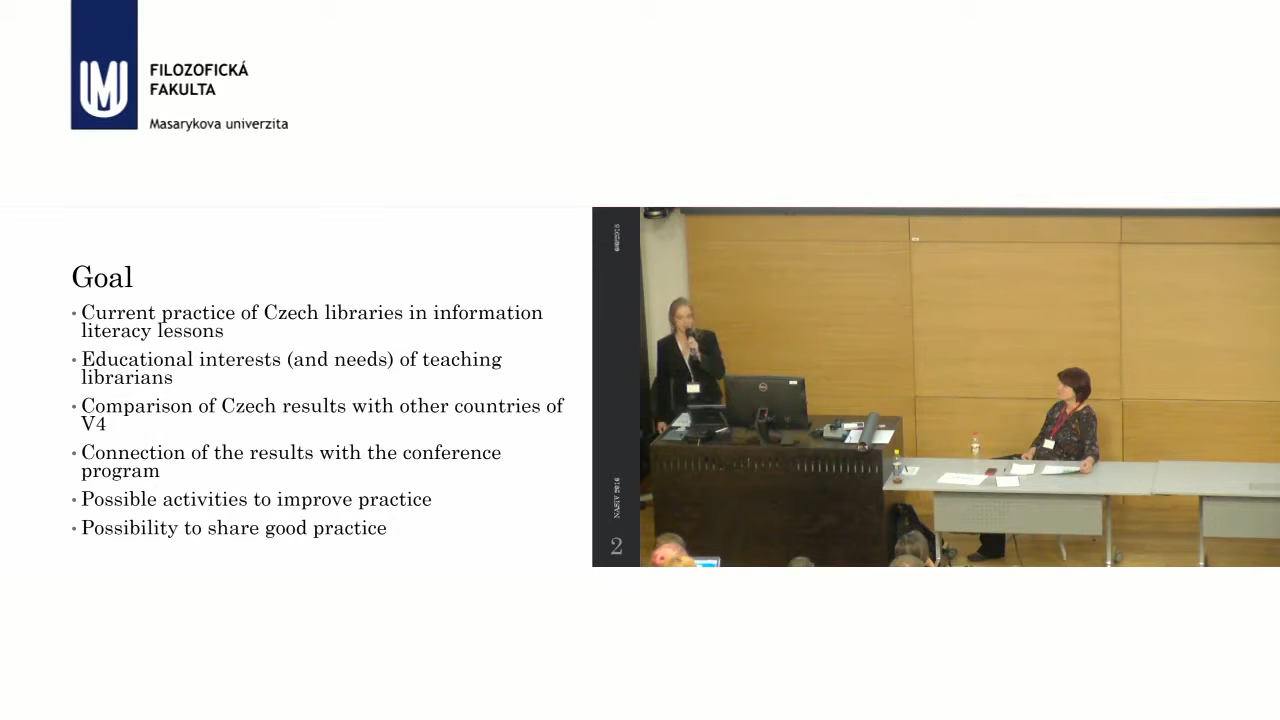 FILOZOFICKÁ
FAKULTA
Masarykova univerzita
Goal
• Current practice of Czech libraries in information
literacy lessons
• Educational interests (and needs) of teaching
librarians
• Comparison of Czech results with other countries of
V4
• Connection of the results with the conference
program
• Possible activities to improve practice
• Possibility to share good practice
2